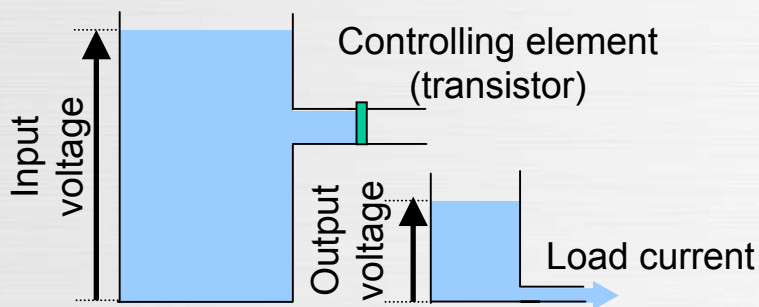 Controlling element
(transistor)
Input
voltage
Output
voltage
Load current